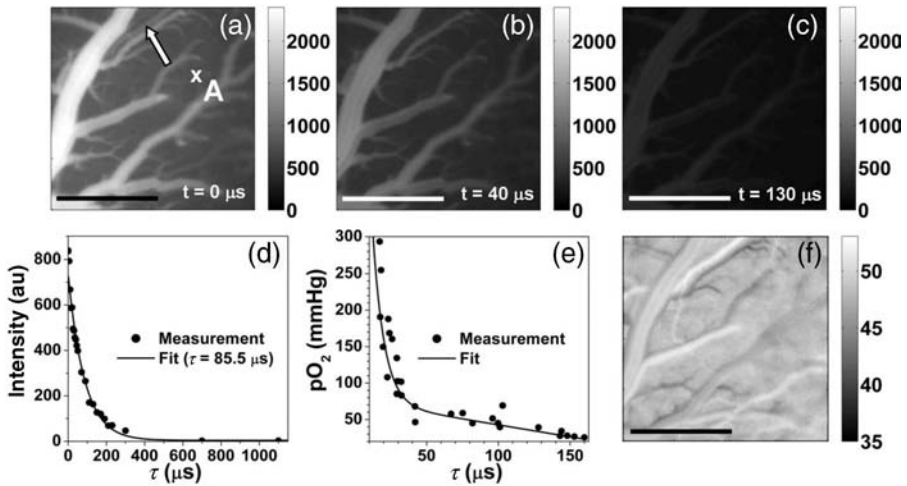 (a)
x
A
t = 0 μs
2000
1500
1000
500
0
(b)
t = 40 μs
2000
1500
1000
500
0
(c)
t = 130 μs
2000
1500
1000
500
0
(d)
Intensity (au)
800
600
400
200
0
Measurement
Fit (τ = 85.5 μs)
0 200 400 600 800 1000
τ (μs)
(e)
pO2 (mmHg)
300
250
200
150
100
50
Measurement
Fit
50 100 150
τ (μs)
(f)
50
45
40
35